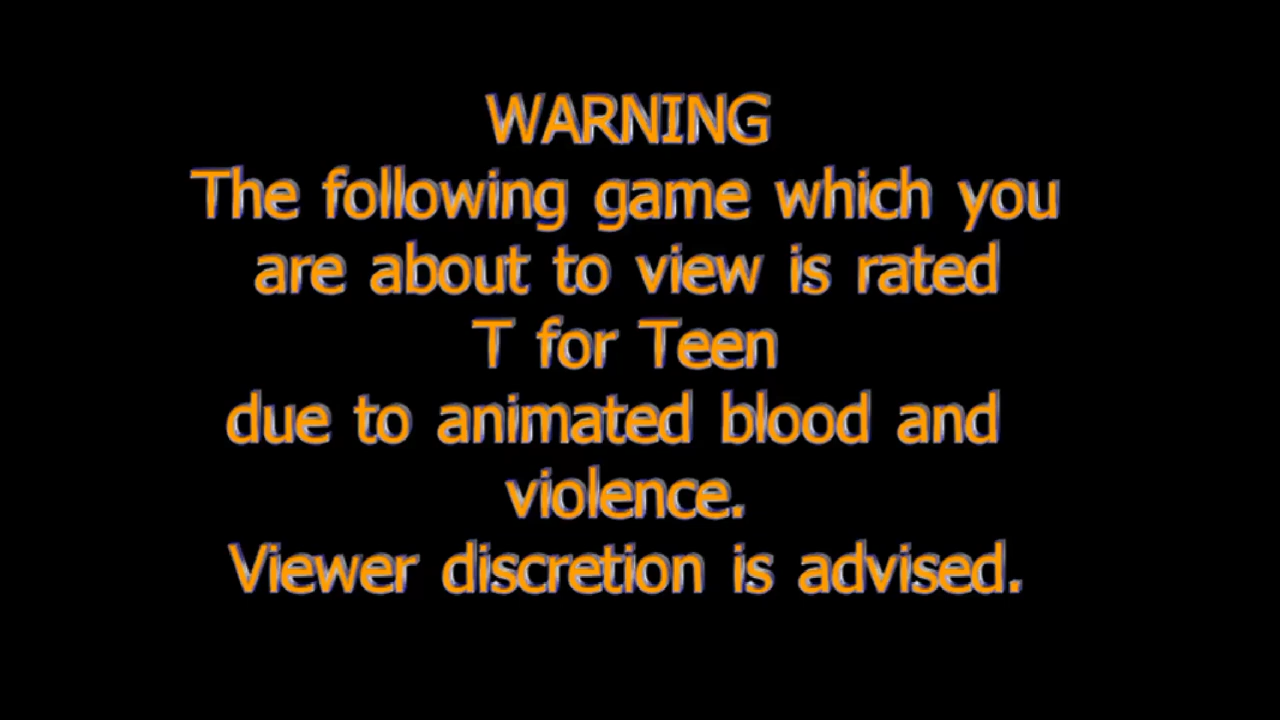 WARNING
The following game which you
are about to view is rated
T for Teen
due to animated blood and
violence.
Viewer discretion is advised.